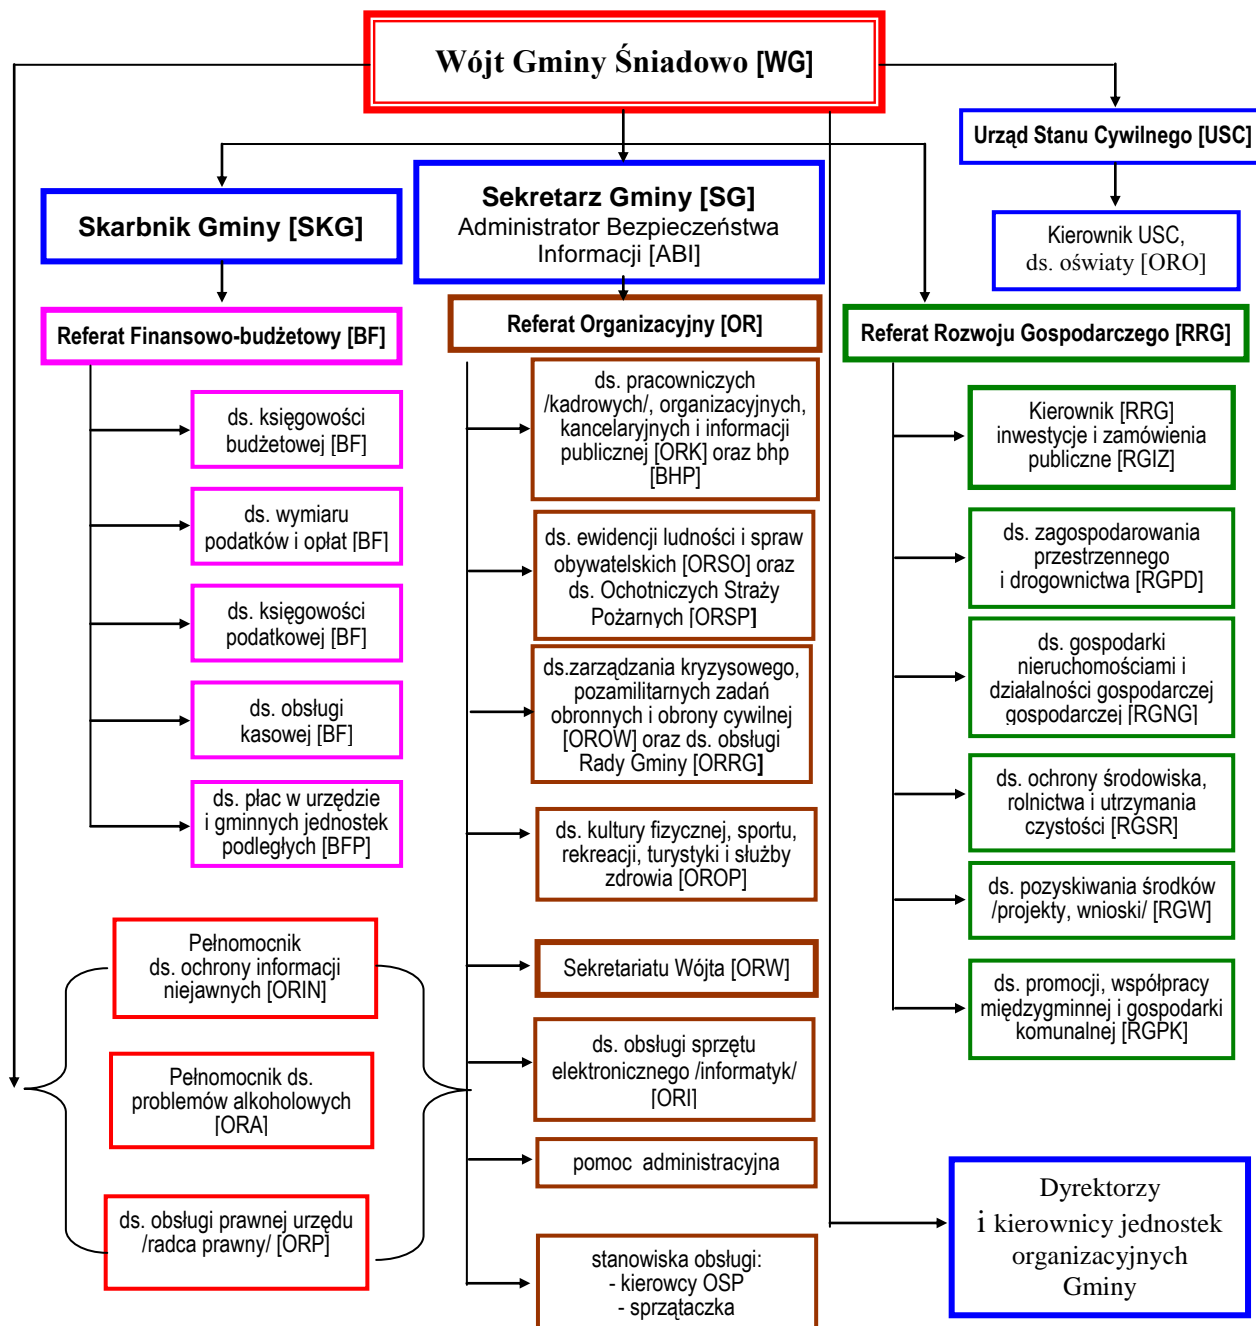 Wójt Gminy Śniadowo [WG]
Urząd Stanu Cywilnego [USC]
Kierownik USC,
ds. oświaty [ORO]
Skarbnik Gminy [SKG]
Sekretarz Gminy [SG]
Administrator Bezpieczeństwa
Informacji [ABI]
Referat Finansowo-budżetowy [BF]
ds. księgowości
budżetowej [BF]
ds. wymiaru
podatków i opłat [BF]
ds. księgowości
podatkowej [BF]
ds. obsługi
kasowej [BF]
ds. płac w urzędzie
i gminnych jednostek
podległych [BFP]
Referat Organizacyjny [OR]
ds. pracowniczych
/kadrowych/, organizacyjnych,
kancelaryjnych i informacji
publicznej [ORK] oraz bhp
[BHP]
ds. ewidencji ludności i spraw
obywatelskich [ORSO] oraz
ds. Ochotniczych Straży
Pożarnych [ORSP]
ds.zarządzania kryzysowego,
pozamilitarnych zadań
obronnych i obrony cywilnej
[OROW] oraz ds. obsługi
Rady Gminy [ORRG]
ds. kultury fizycznej, sportu,
rekreacji, turystyki i służby
zdrowia [OROP]
Sekretariatu Wójta [ORW]
ds. obsługi sprzętu
elektronicznego /informatyk/
[ORI]
pomoc administracyjna
stanowiska obsługi:
- kierowcy OSP
- sprzątaczka
Referat Rozwoju Gospodarczego [RRG]
Kierownik [RRG]
inwestycje i zamówienia
publiczne [RGIZ]
ds. zagospodarowania
przestrzennego
i drogownictwa [RGPD]
ds. gospodarki
nieruchomościami i
działalności gospodarczej
gospodarczej [RGNG]
ds. ochrony środowiska,
rolnictwa i utrzymania
czystości [RGSR]
ds. pozyskiwania środków
/projekty, wnioski/ [RGW]
ds. promocji, współpracy
międzygminnej i gospodarki
komunalnej [RGPK]
Pełnomocnik
ds. ochrony informacji
niejawnych [ORIN]
Pełnomocnik ds.
problemów alkoholowych
[ORA]
ds. obsługi prawnej urzędu
/radca prawny/ [ORP]
Dyrektorzy
i kierownicy jednostek
organizacyjnych
Gminy